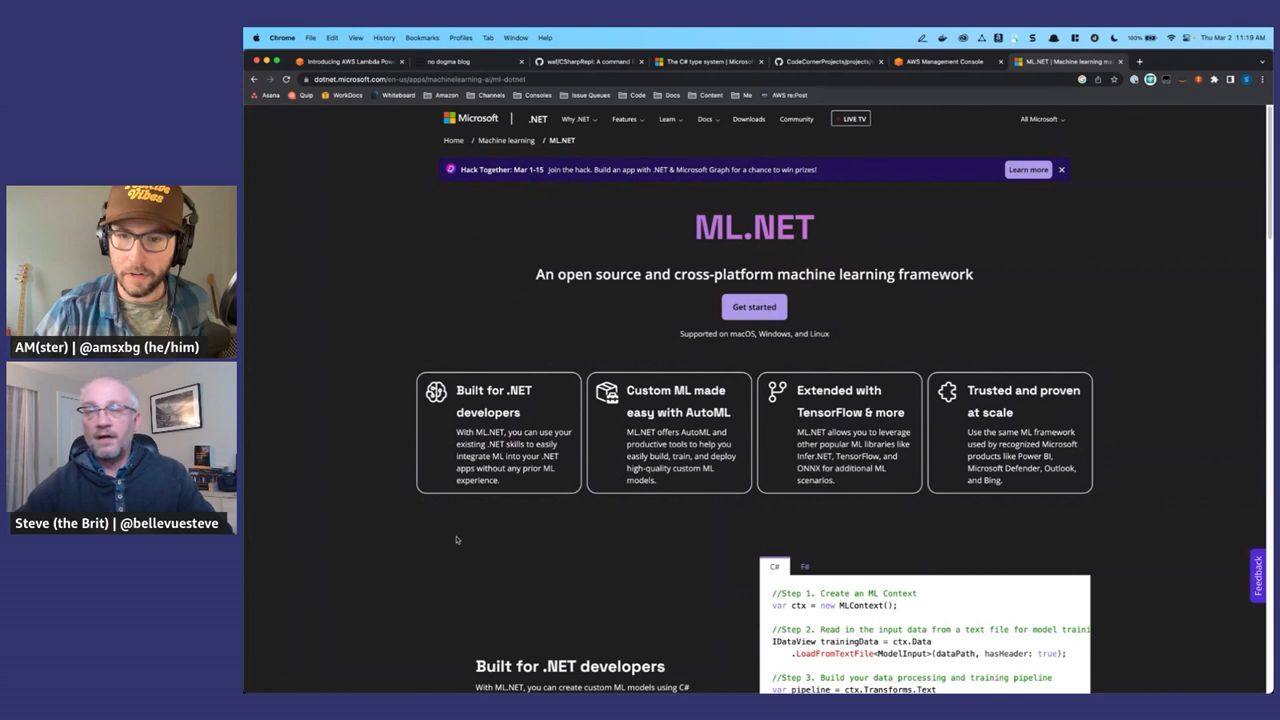 Chrome File Edit View History Bookmarks Profiles Tab Window Help
100% Thu Mar 2 11:19 AM
Introducing AWS Lambda Pow
no dogma blog
waf/CSharpRepl: A command l
The C# type system | Microsof
CodeCornerProjects/projects/
AWS Management Console
ML.NET | Machine learning ma
dotnet.microsoft.com/en-us/apps/machinelearning-ai/ml-dotnet
Asana Quip WorkDocs Whiteboard Amazon Channels Consoles Issue Queues Code Docs Content Me AWS re:Post
Microsoft .NET Why .NET Features Learn Docs Downloads Community LIVE TV All Microsoft
Home / Machine learning / ML.NET
Hack Together: Mar 1-15 Join the hack. Build an app with .NET & Microsoft Graph for a chance to win prizes! Learn more
ML.NET
An open source and cross-platform machine learning framework
Get started
Supported on macOS, Windows, and Linux
Built for .NET
developers
With ML.NET, you can use your
existing .NET skills to easily
integrate ML into your .NET
apps without any prior ML
experience.
Custom ML made
easy with AutoML
ML.NET offers AutoML and
productive tools to help you
easily build, train, and deploy
high-quality custom ML
models.
Extended with
TensorFlow & more
ML.NET allows you to leverage
other popular ML libraries like
Infer.NET, TensorFlow, and
ONNX for additional ML
scenarios.
Trusted and proven
at scale
Use the same ML framework
used by recognized Microsoft
products like Power BI,
Microsoft Defender, Outlook,
and Bing.
Feedback
C# F#
//Step 1. Create an ML Context
var ctx = new MLContext();
//Step 2. Read in the input data from a text file for model traini
IDataView trainingData = ctx.Data
.LoadFromTextFile<ModelInput>(dataPath, hasHeader: true);
//Step 3. Build your data processing and training pipeline
var pipeline = ctx.Transforms.Text
Built for .NET developers
With ML.NET, you can create custom ML models using C#
Vibes
AM(ster) | @amsxbg (he/him)
Steve (the Brit) | @bellevuesteve